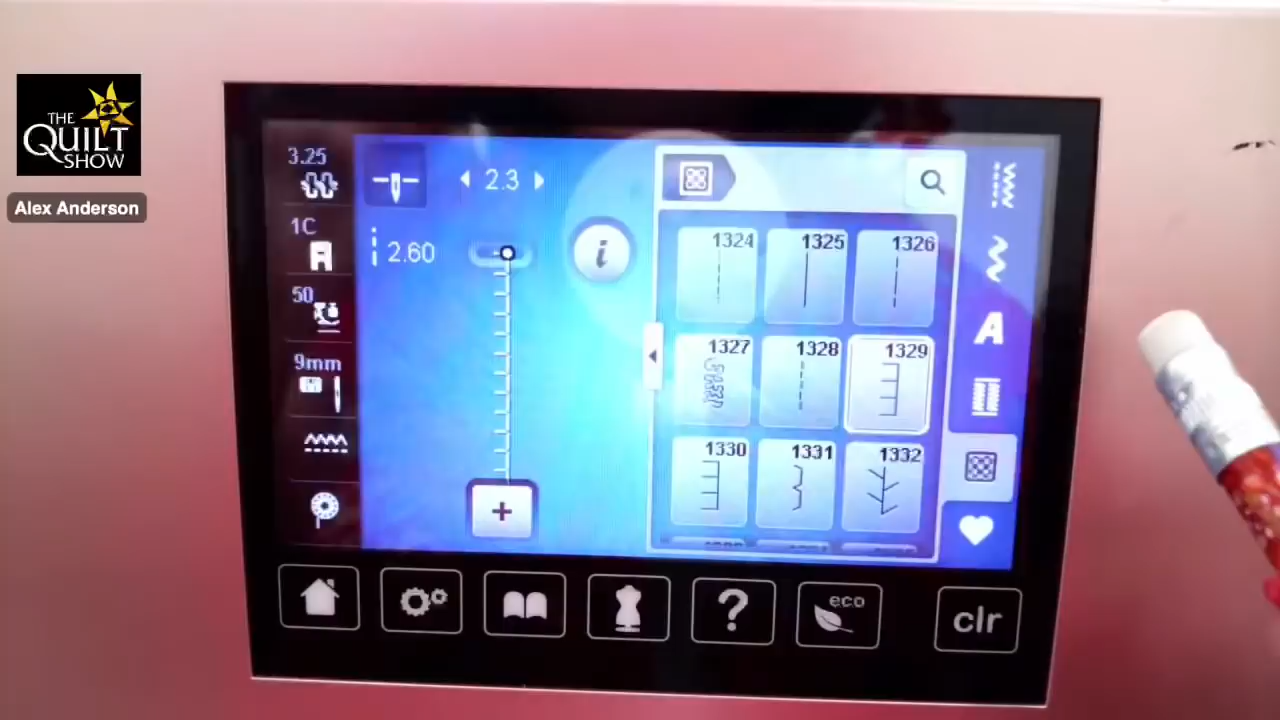 THE
QUILT
SHOW
Alex Anderson
3.25
2.3
1C
2.60
50
9mm
i
1324
1325
1326
1327
1328
1329
1330
1331
1332
A
+
?
eco
clr